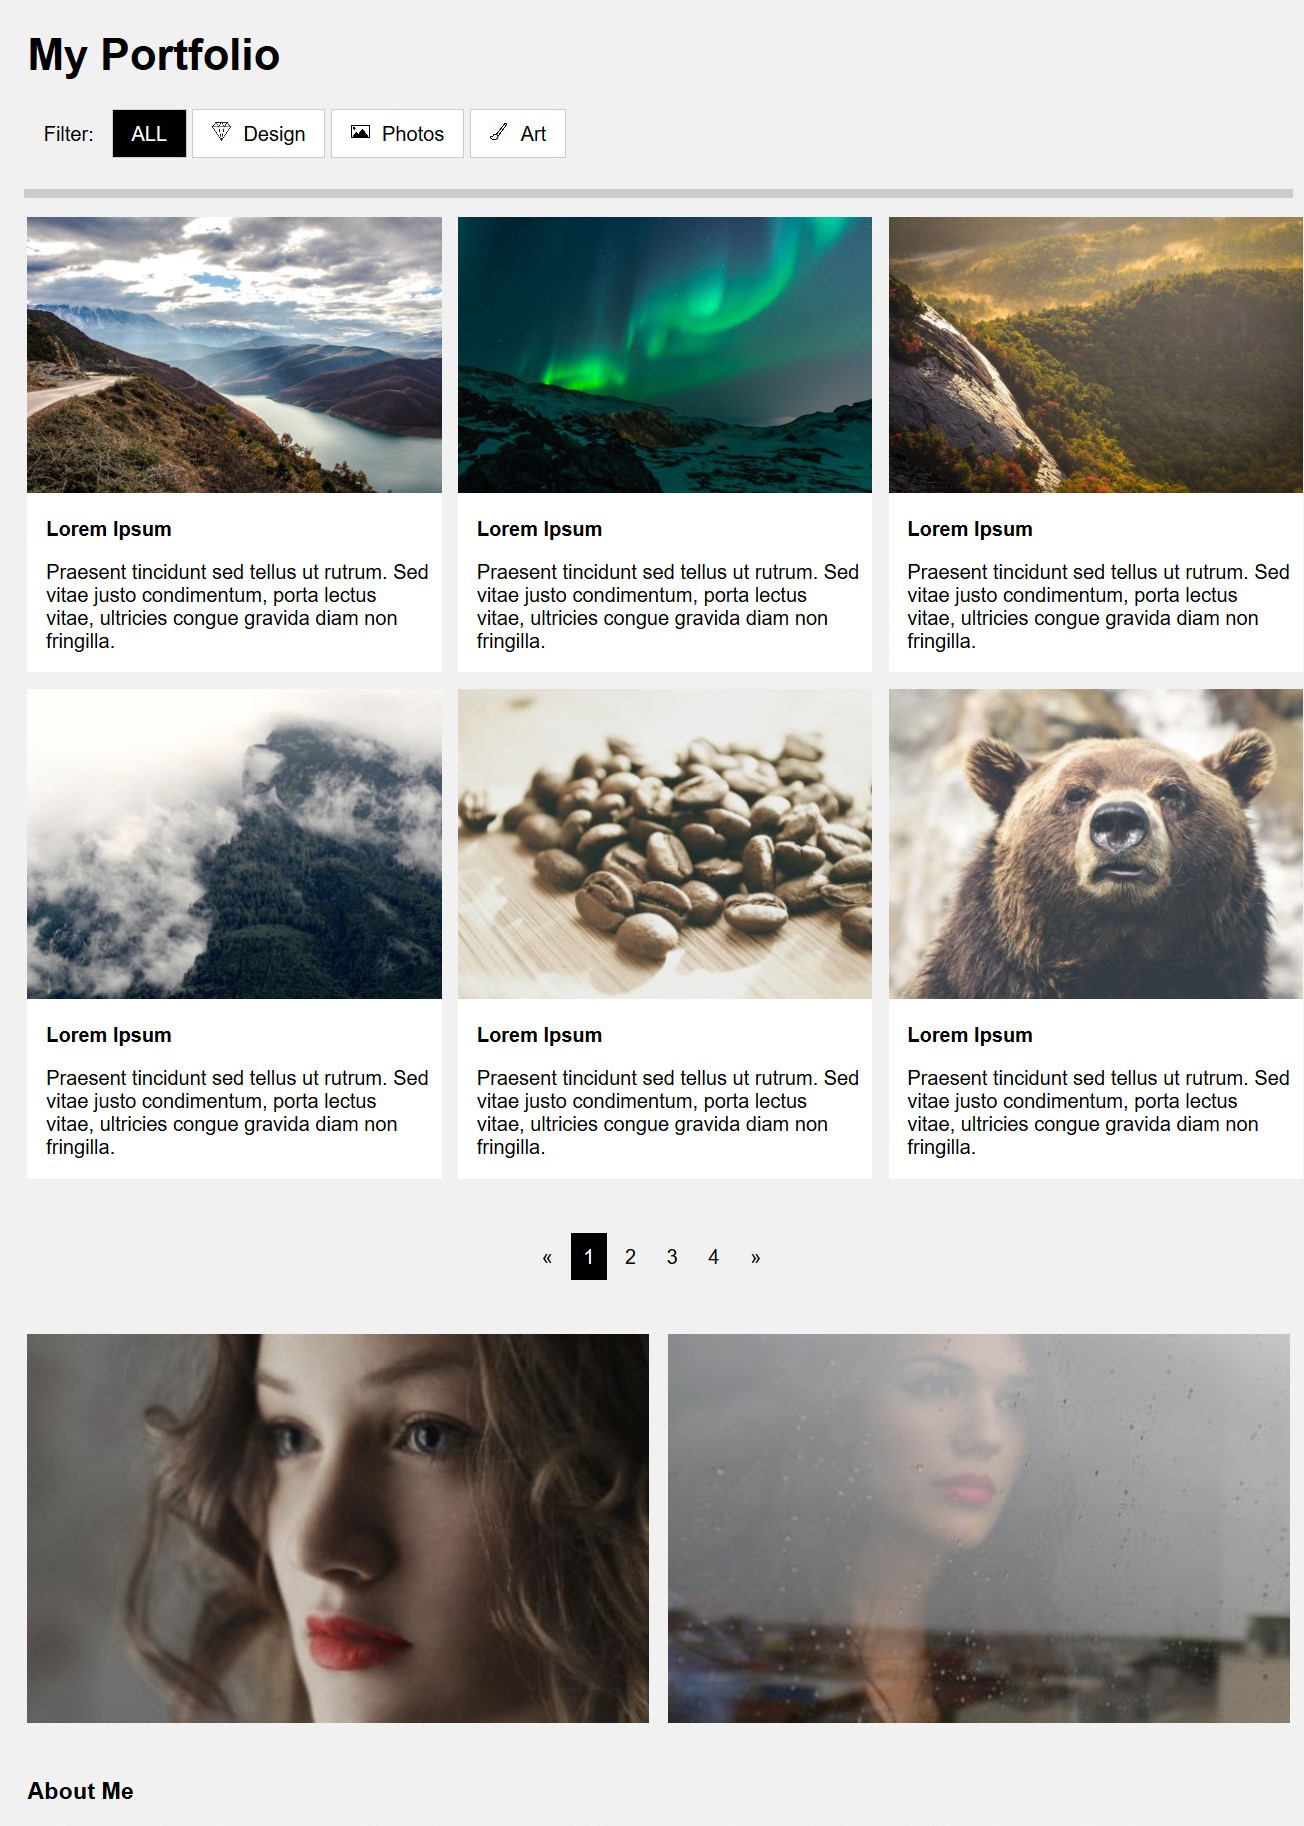 My Portfolio
Filter: ALL Design Photos Art
Lorem Ipsum
Praesent tincidunt sed tellus ut rutrum. Sed
vitae justo condimentum, porta lectus
vitae, ultricies congue gravida diam non
fringilla.
Lorem Ipsum
Praesent tincidunt sed tellus ut rutrum. Sed
vitae justo condimentum, porta lectus
vitae, ultricies congue gravida diam non
fringilla.
Lorem Ipsum
Praesent tincidunt sed tellus ut rutrum. Sed
vitae justo condimentum, porta lectus
vitae, ultricies congue gravida diam non
fringilla.
Lorem Ipsum
Praesent tincidunt sed tellus ut rutrum. Sed
vitae justo condimentum, porta lectus
vitae, ultricies congue gravida diam non
fringilla.
Lorem Ipsum
Praesent tincidunt sed tellus ut rutrum. Sed
vitae justo condimentum, porta lectus
vitae, ultricies congue gravida diam non
fringilla.
Lorem Ipsum
Praesent tincidunt sed tellus ut rutrum. Sed
vitae justo condimentum, porta lectus
vitae, ultricies congue gravida diam non
fringilla.
« 1 2 3 4 »
About Me